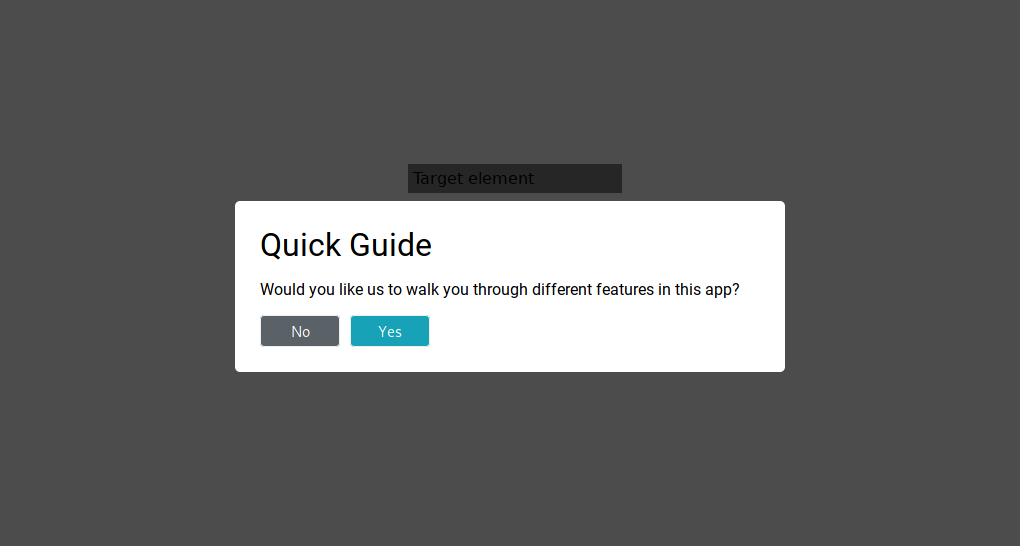 Target element
Quick Guide
Would you like us to walk you through different features in this app?
No Yes